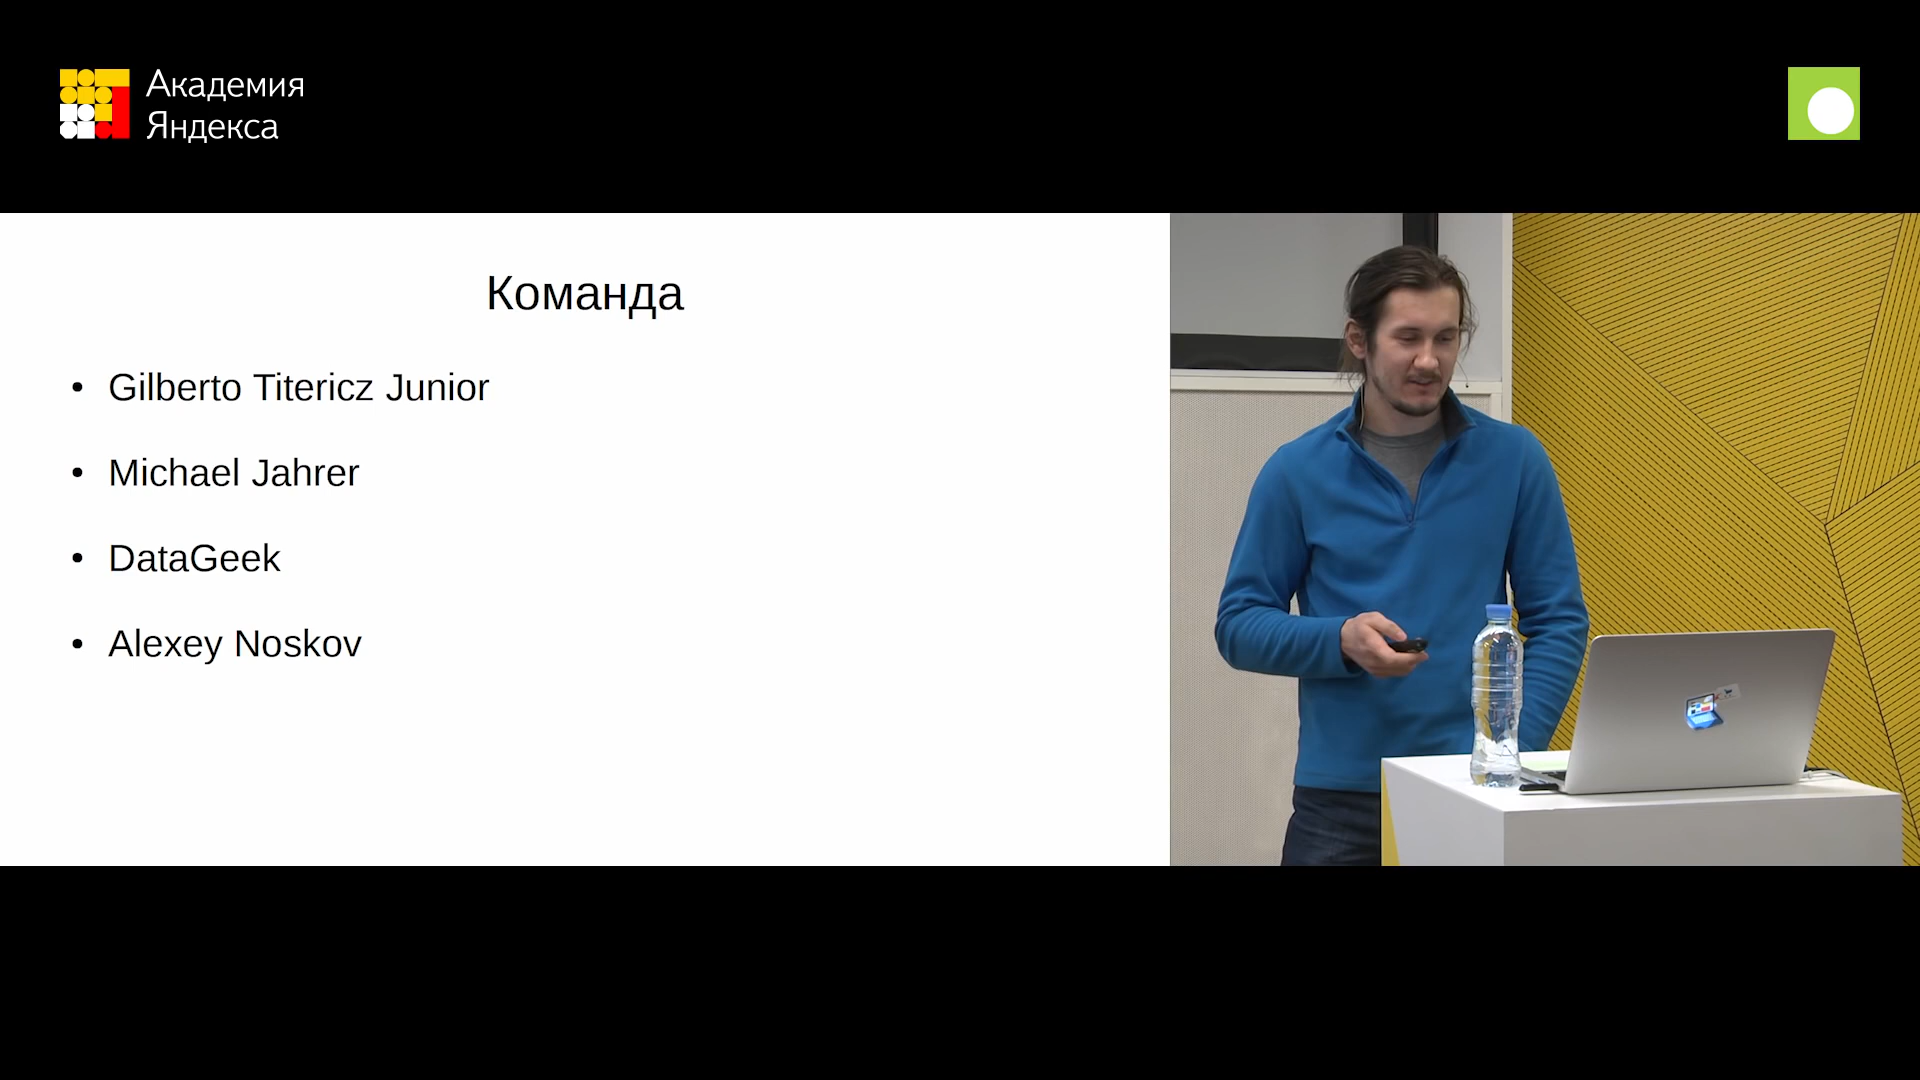 Академия
Яндекса
Команда
• Gilberto Titericz Junior
• Michael Jahrer
• DataGeek
• Alexey Noskov